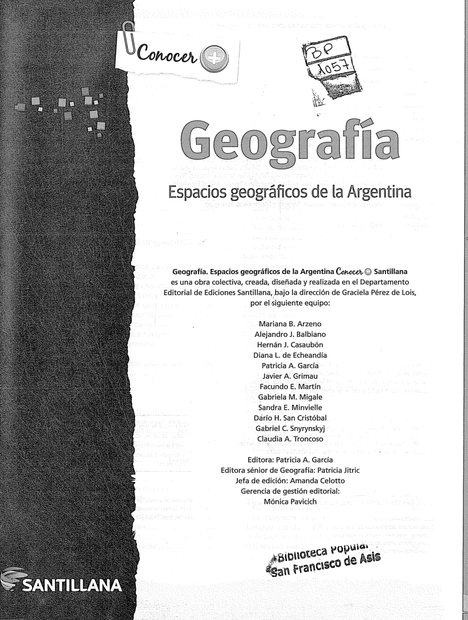 Conocer +
BP
1057
Geografía
Espacios geográficos de la Argentina
Geografía. Espacios geográficos de la Argentina Conocer + Santillana
es una obra colectiva, creada, diseñada y realizada en el Departamento
Editorial de Ediciones Santillana, bajo la dirección de Graciela Pérez de Lois,
por el siguiente equipo:
Mariana B. Arzeno
Alejandro J. Balbiano
Hernán J. Casaubón
Diana L. de Echeandía
Patricia A. García
Javier A. Grimau
Facundo E. Martín
Gabriela M. Migale
Sandra E. Minvielle
Darío H. San Cristóbal
Gabriel C. Snyrynskyj
Claudia A. Troncoso
Editora: Patricia A. García
Editora sénior de Geografía: Patricia Jitric
Jefa de edición: Amanda Celotto
Gerencia de gestión editorial:
Mónica Pavicich
Biblioteca Popular
San Francisco de Asis
SANTILLANA